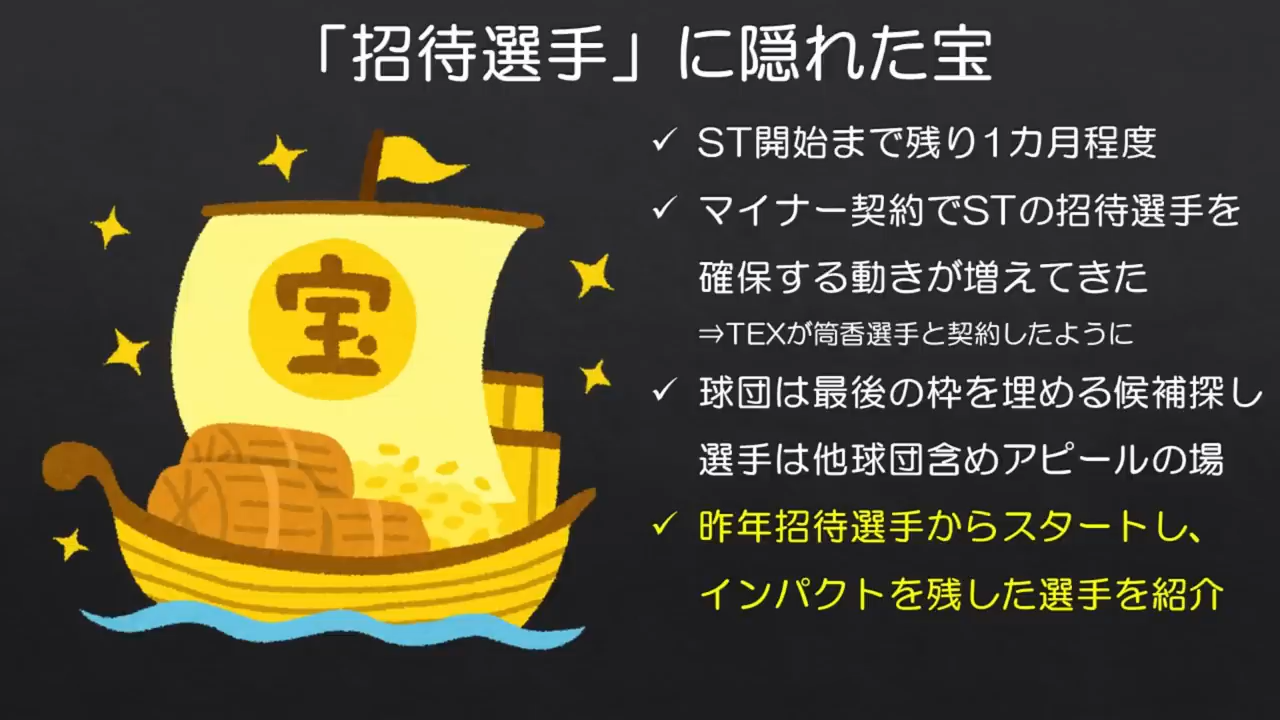 「招待選手」に隠れた宝
✓ ST開始まで残り1カ月程度
✓ マイナー契約でSTの招待選手を
確保する動きが増えてきた
⇒TEXが筒香選手と契約したように
✓ 球団は最後の枠を埋める候補探し
選手は他球団含めアピールの場
✓ 昨年招待選手からスタートし、
インパクトを残した選手を紹介
宝
米
米